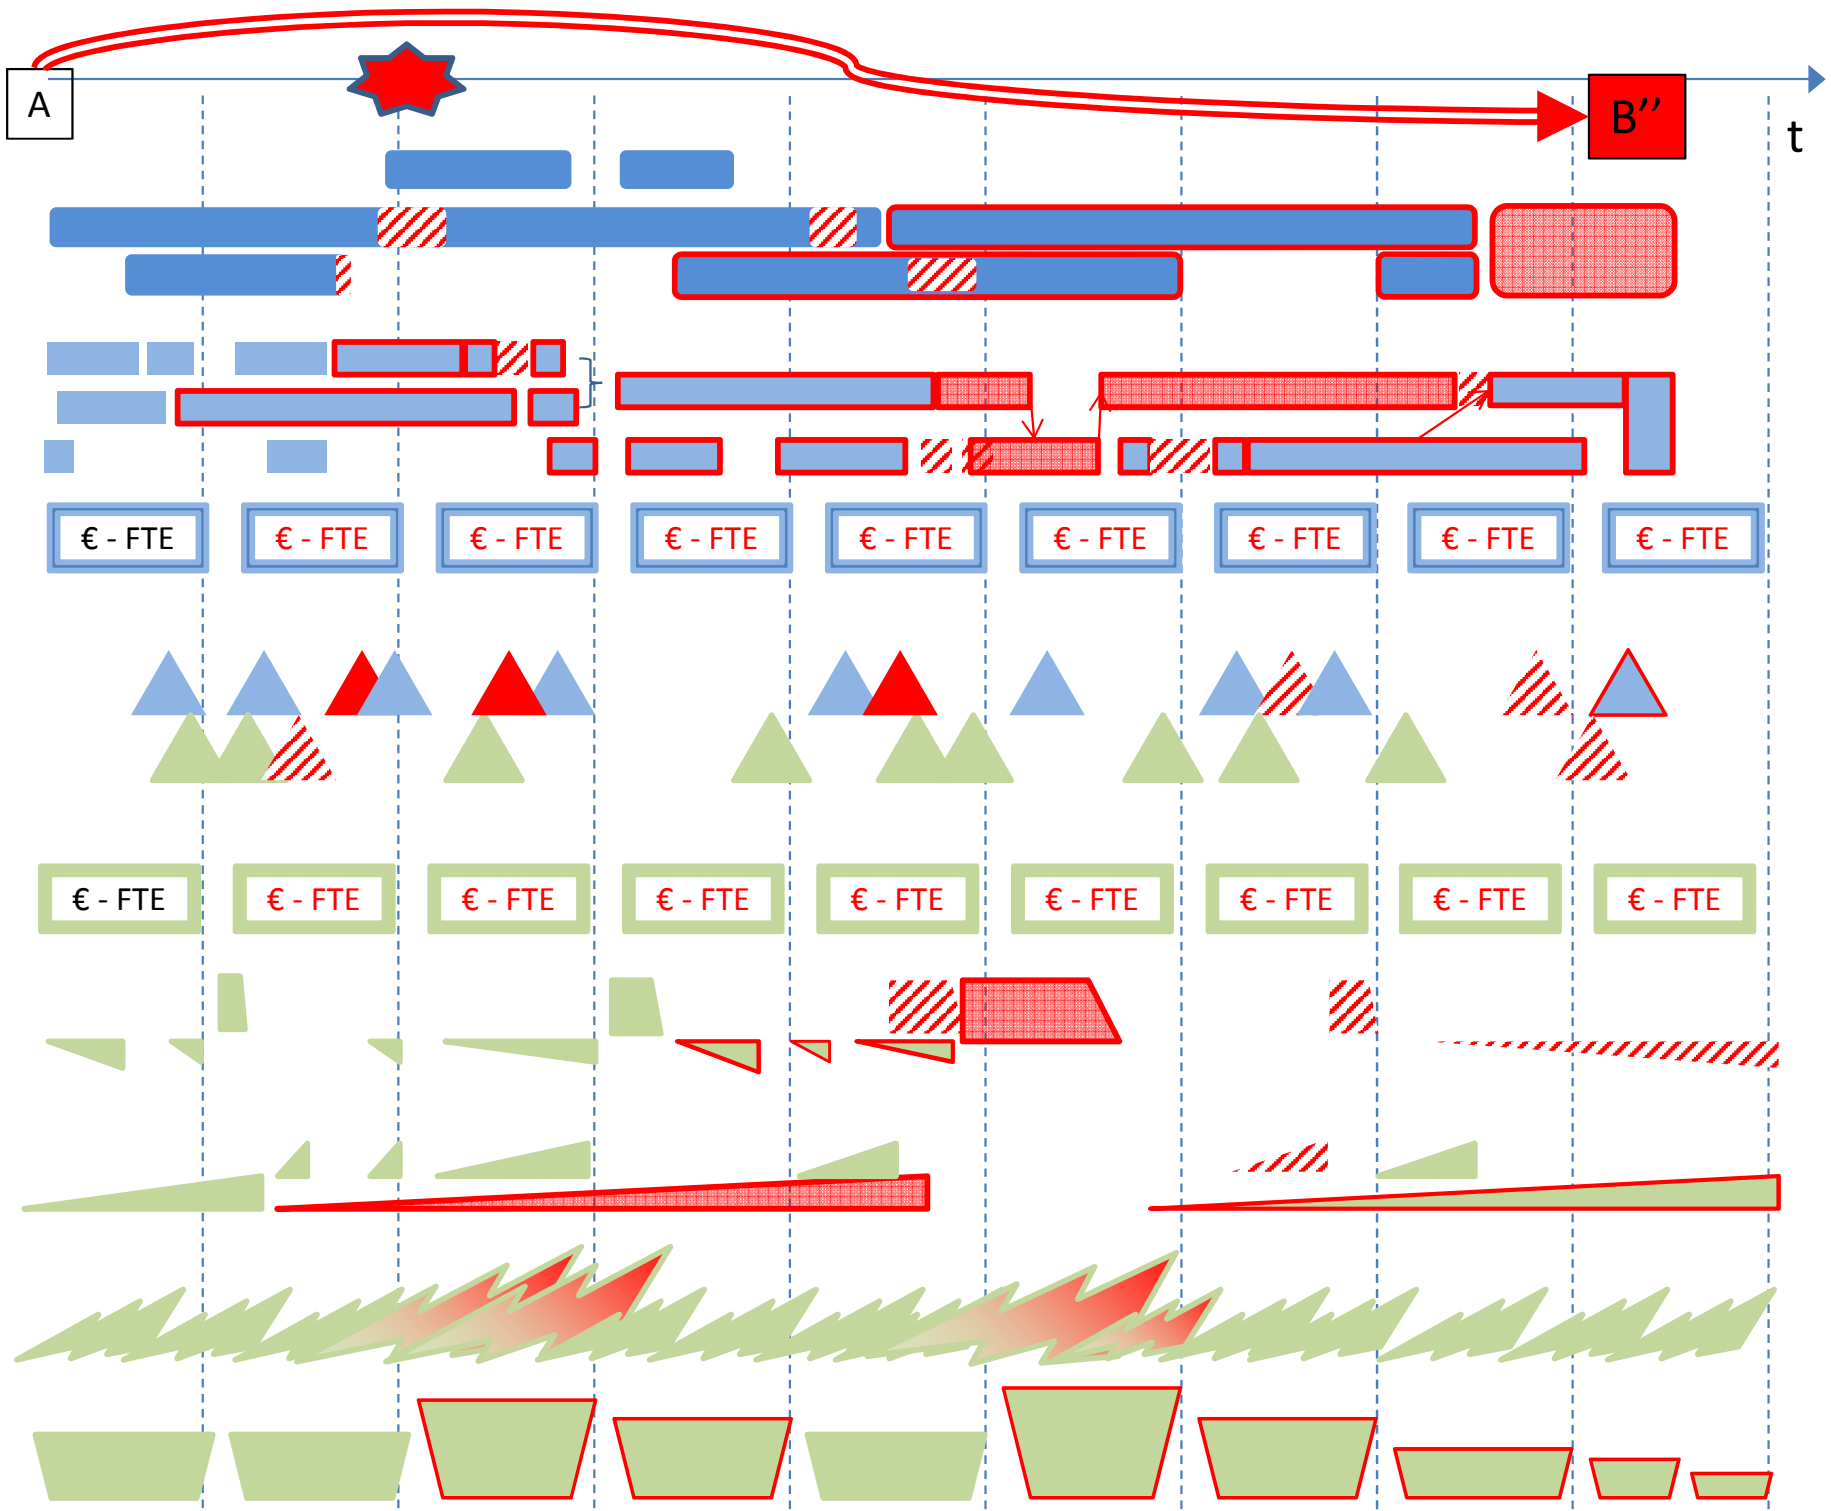 A
B’’
t
€ - FTE € - FTE € - FTE € - FTE € - FTE € - FTE € - FTE € - FTE € - FTE
€ - FTE € - FTE € - FTE € - FTE € - FTE € - FTE € - FTE € - FTE € - FTE